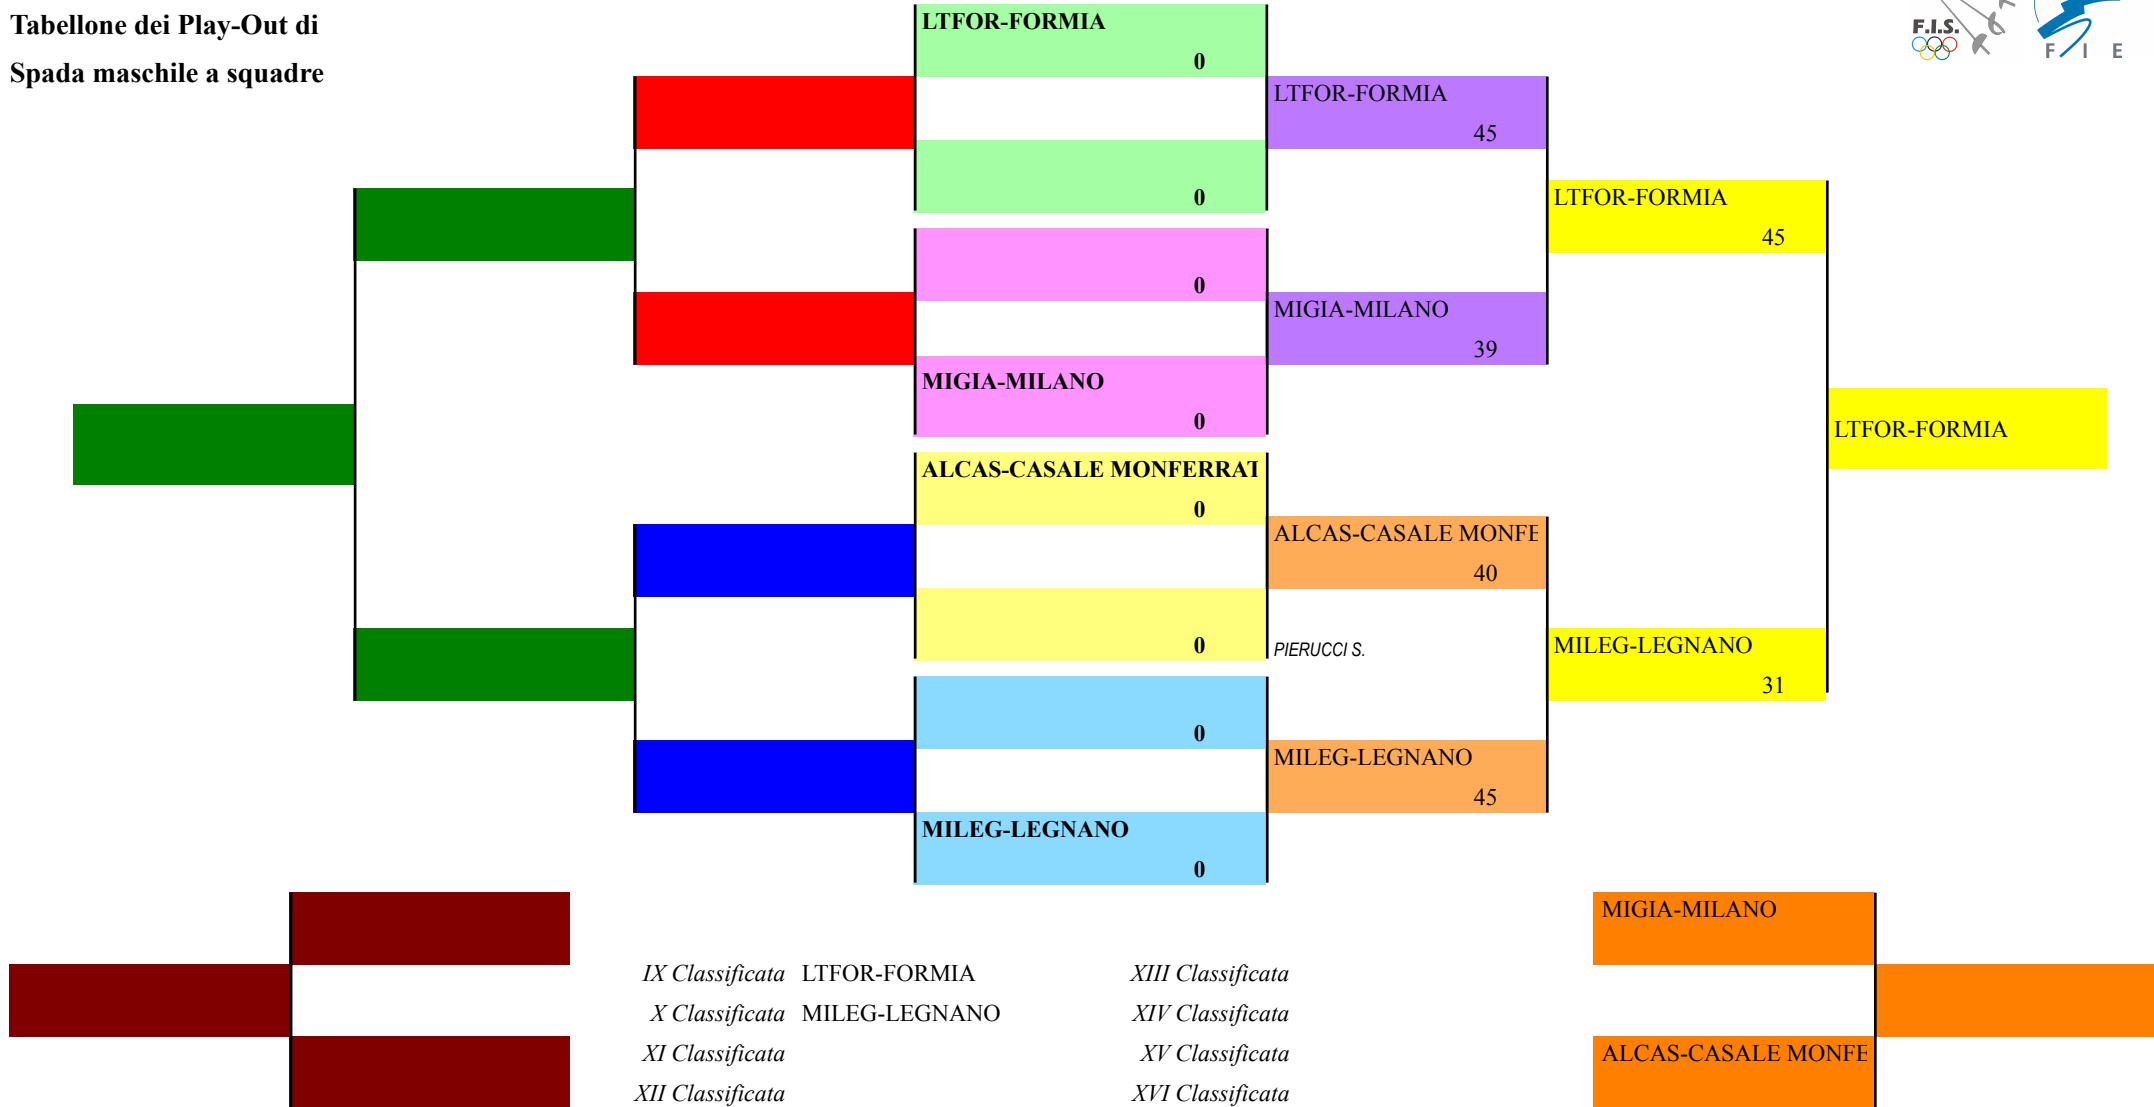 Tabellone dei Play-Out di
Spada maschile a squadre
F.I.S.
F I E
LTFOR-FORMIA
0
0
0
MIGIA-MILANO
0
ALCAS-CASALE MONFERRAT
0
0
0
MILEG-LEGNANO
0
LTFOR-FORMIA
45
MIGIA-MILANO
39
ALCAS-CASALE MONFE
40
PIERUCCI S.
MILEG-LEGNANO
45
LTFOR-FORMIA
45
MILEG-LEGNANO
31
LTFOR-FORMIA
MIGIA-MILANO
ALCAS-CASALE MONFE
IX Classificata LTFOR-FORMIA
X Classificata MILEG-LEGNANO
XI Classificata
XII Classificata
XIII Classificata
XIV Classificata
XV Classificata
XVI Classificata